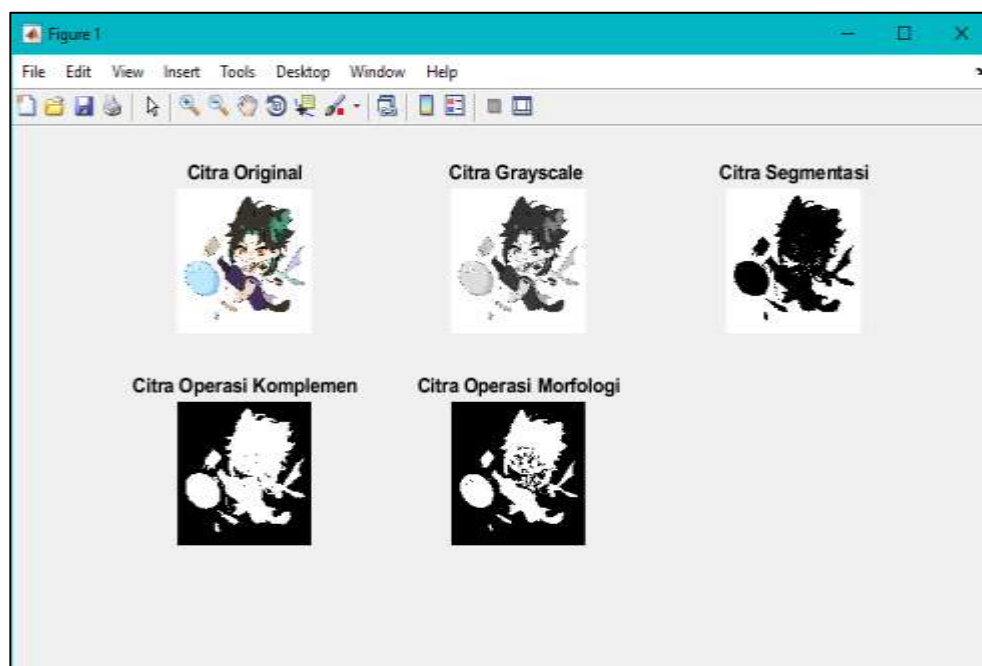 Figure 1
File Edit View Insert Tools Desktop Window Help
Citra Original Citra Grayscale Citra Segmentasi
Citra Operasi Komplemen Citra Operasi Morfologi